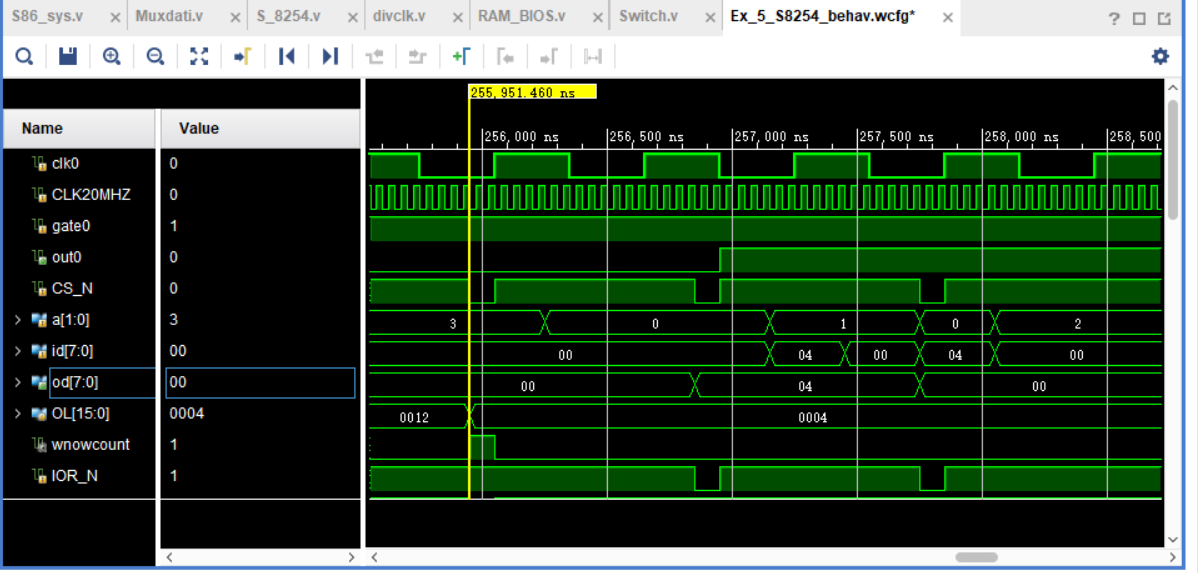 S86_sys.v × Muxdati.v × S_8254.v × divclk.v × RAM_BIOS.v × Switch.v × Ex_5_S8254_behav.wcfg* × ?
255,951.460 ns
Name Value
256,000 ns 256,500 ns 257,000 ns 257,500 ns 258,000 ns 258,500
clk0 0
CLK20MHZ 0
gate0 1
out0 0
CS_N 0
a[1:0] 3 3 0 1 0 2
id[7:0] 00 00 04 00 04 00
od[7:0] 00 00 04 00
OL[15:0] 0004 0012 0004
wnowcount 1
IOR_N 1